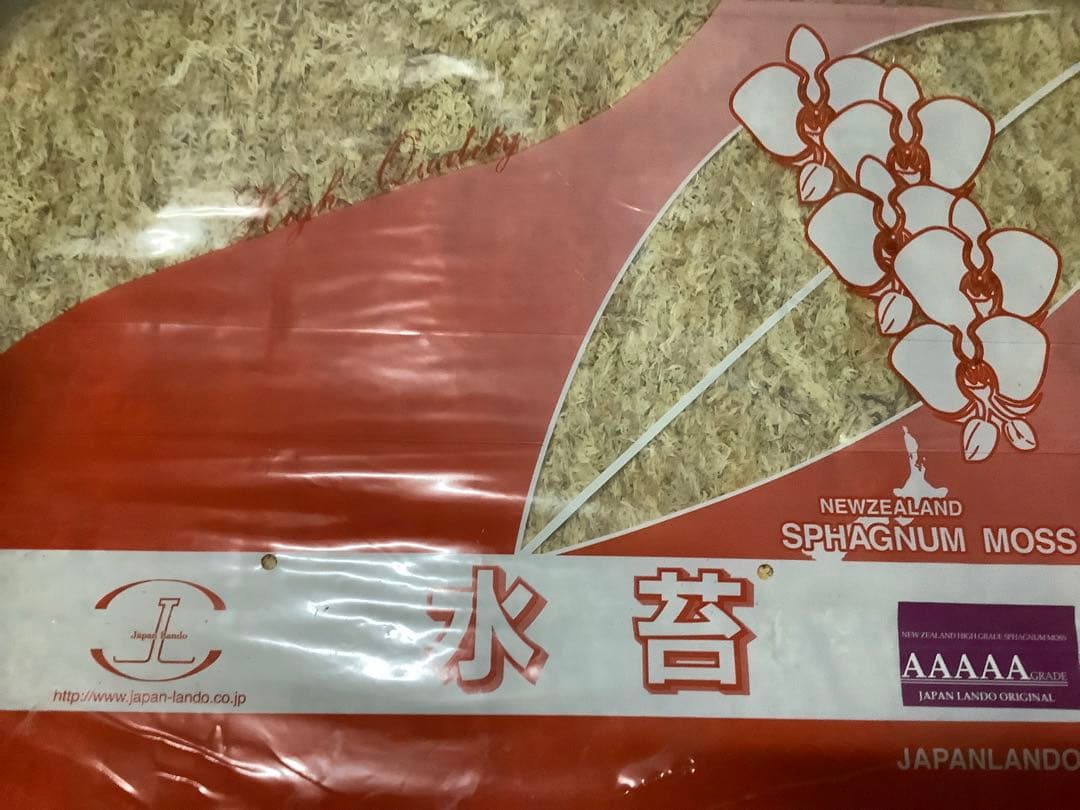 High Quality
NEWZEALAND
SPHAGNUM MOSS
Japan Lando
http://www.japan-lando.co.jp
水 苔
NEW ZEALAND HIGH GRADE SPHAGNUM MOSS
AAAAA GRADE
JAPAN LANDO ORIGINAL
JAPANLANDO